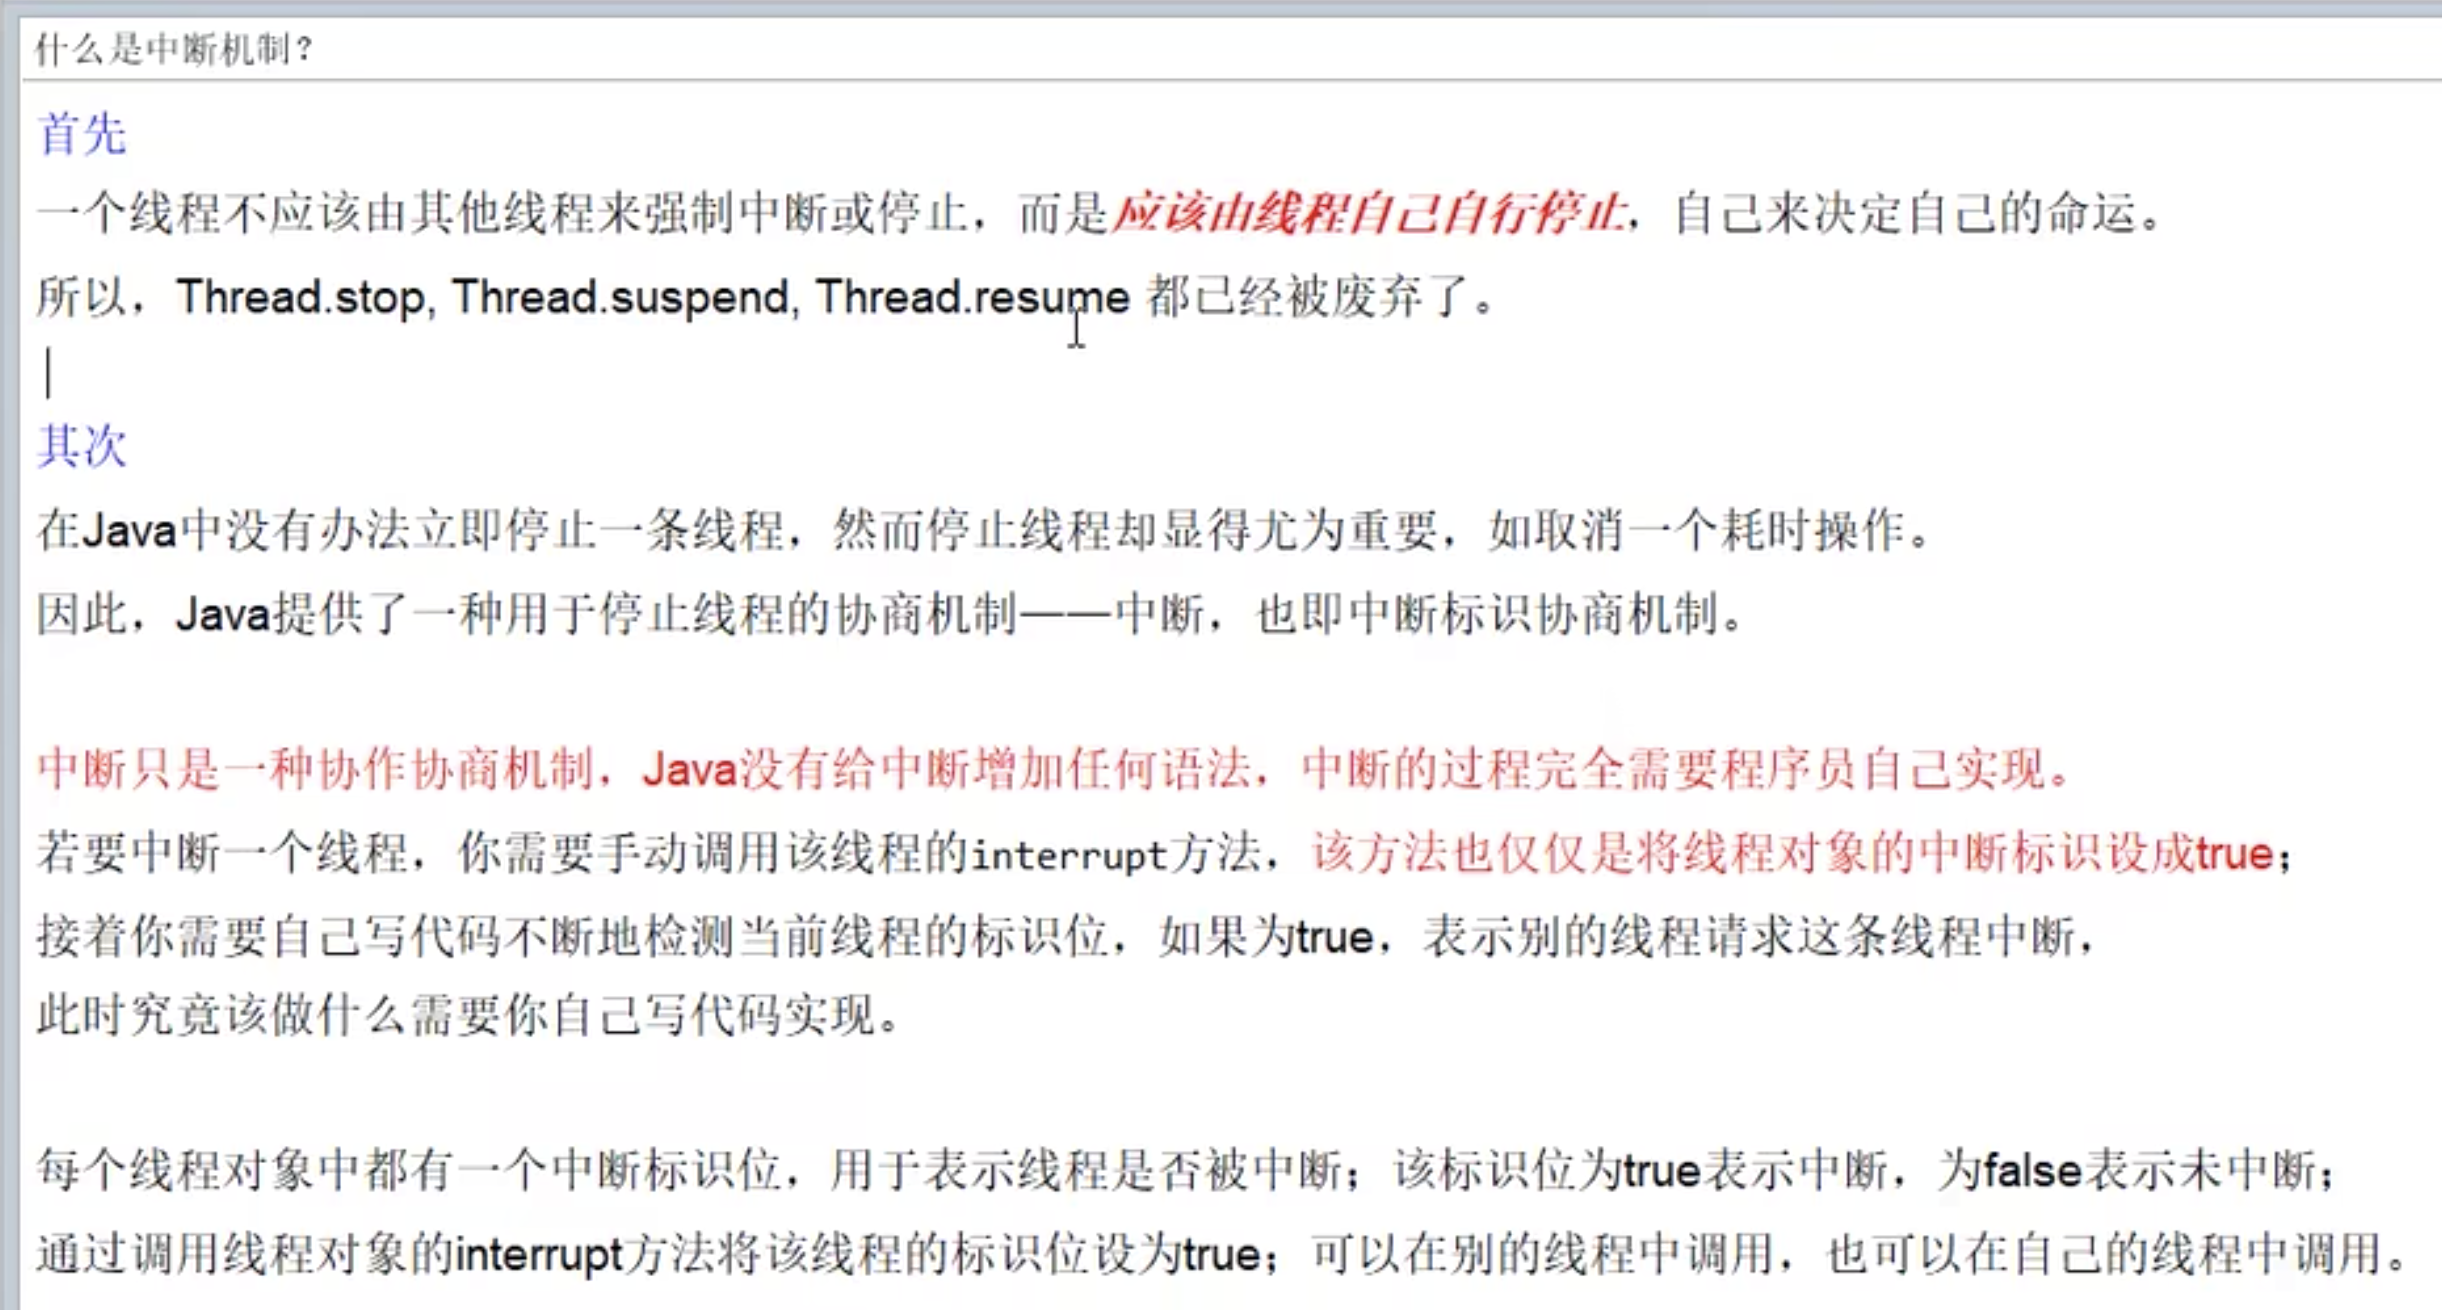 什么是中断机制？
首先
一个线程不应该由其他线程来强制中断或停止，而是应该由线程自己自行停止，自己来决定自己的命运。
所以，Thread.stop, Thread.suspend, Thread.resume 都已经被废弃了。
其次
在Java中没有办法立即停止一条线程，然而停止线程却显得尤为重要，如取消一个耗时操作。
因此，Java提供了一种用于停止线程的协商机制——中断，也即中断标识协商机制。
中断只是一种协作协商机制，Java没有给中断增加任何语法，中断的过程完全需要程序员自己实现。
若要中断一个线程，你需要手动调用该线程的interrupt方法，该方法也仅仅是将线程对象的中断标识设成true；
接着你需要自己写代码不断地检测当前线程的标识位，如果为true，表示别的线程请求这条线程中断，
此时究竟该做什么需要你自己写代码实现。
每个线程对象中都有一个中断标识位，用于表示线程是否被中断；该标识位为true表示中断，为false表示未中断；
通过调用线程对象的interrupt方法将该线程的标识位设为true；可以在别的线程中调用，也可以在自己的线程中调用。